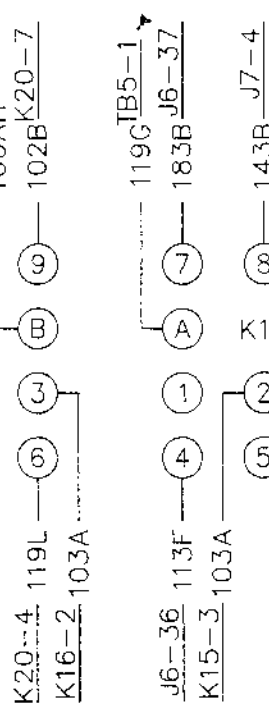 K20-7
102B
TB5-1
119G
J6-37
183B
J7-4
143B
9
7
8
B
A
3
1
2
6
4
5
K20-4
119L
K16-2
103A
J6-36
113F
K15-3
103A